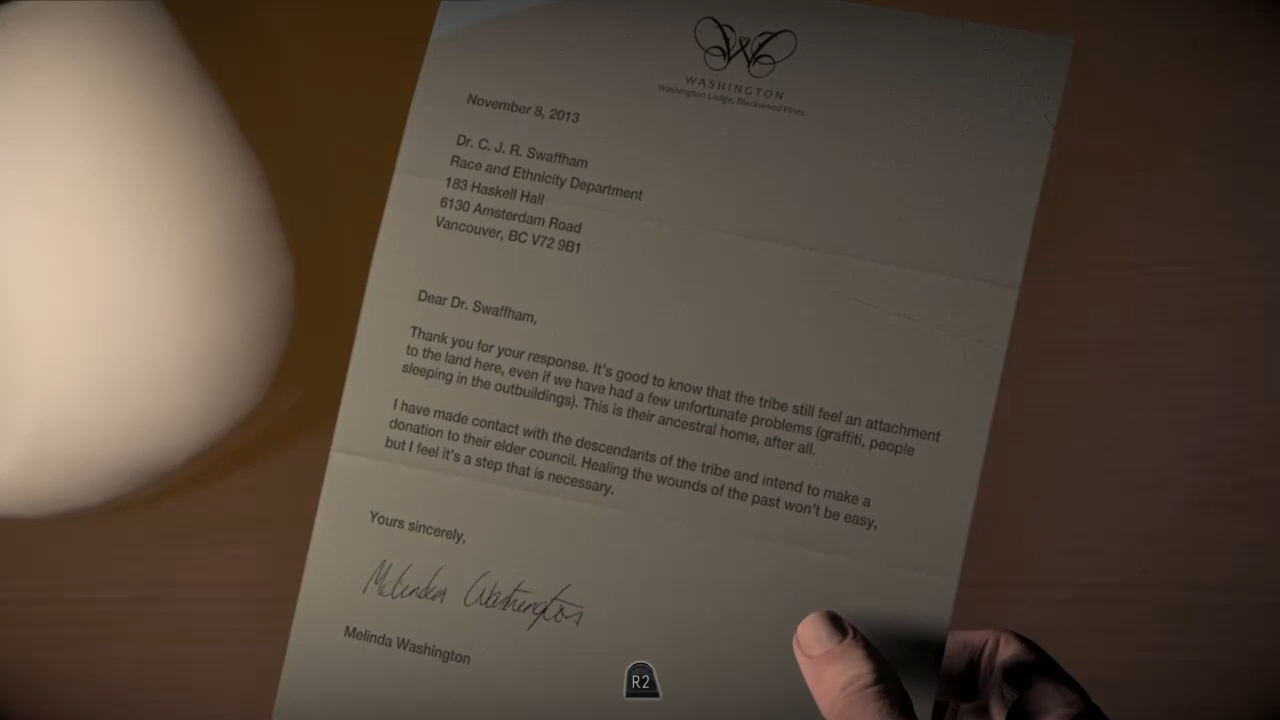 W
WASHINGTON
Washington Lodge, Blackwood Pines
November 8, 2013
Dr. C. J. R. Swaffham
Race and Ethnicity Department
183 Haskell Hall
6130 Amsterdam Road
Vancouver, BC V72 9B1
Dear Dr. Swaffham,
Thank you for your response. It's good to know that the tribe still feel an attachment
to the land here, even if we have had a few unfortunate problems (graffiti, people
sleeping in the outbuildings). This is their ancestral home, after all.
I have made contact with the descendants of the tribe and intend to make a
donation to their elder council. Healing the wounds of the past won't be easy,
but I feel it's a step that is necessary.
Yours sincerely,
Melinda Washington
Melinda Washington
R2